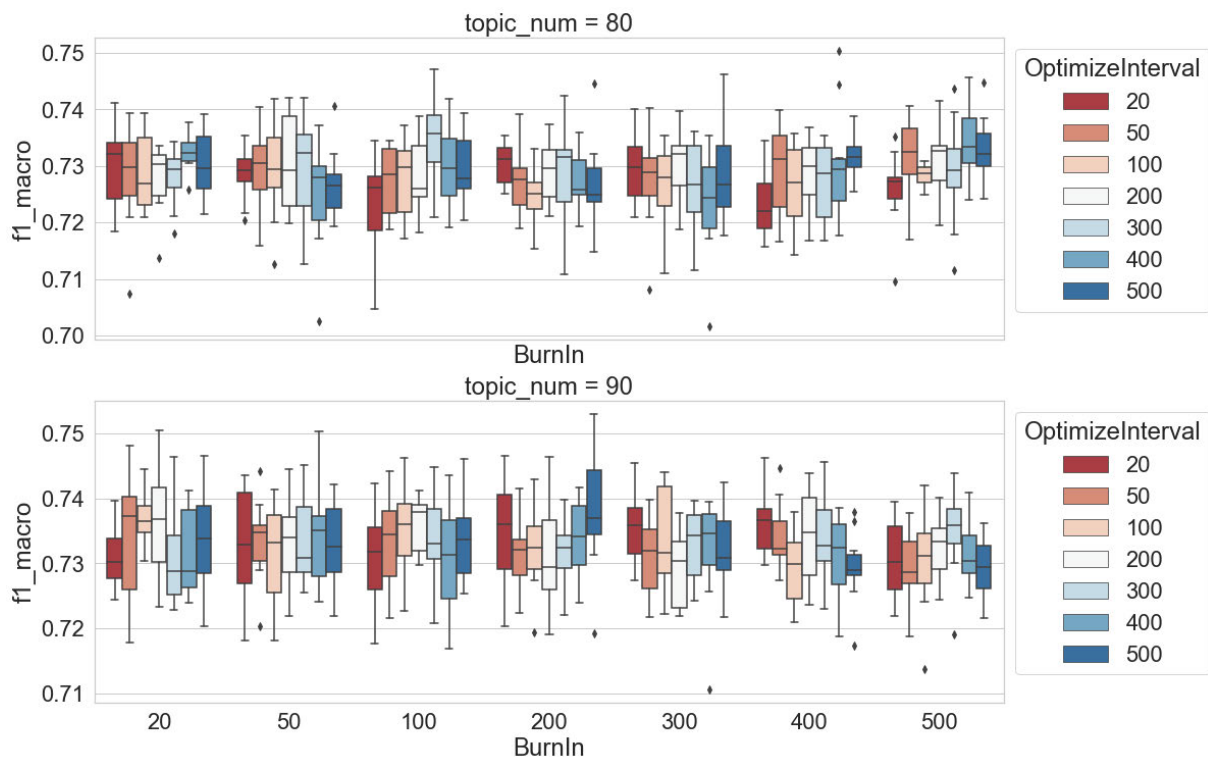 topic_num = 80
0.75
0.74
0.73
0.72
0.71
0.70
f1_macro
BurnIn
OptimizeInterval
20
50
100
200
300
400
500
topic_num = 90
0.75
0.74
0.73
0.72
0.71
f1_macro
20 50 100 200 300 400 500
BurnIn
OptimizeInterval
20
50
100
200
300
400
500